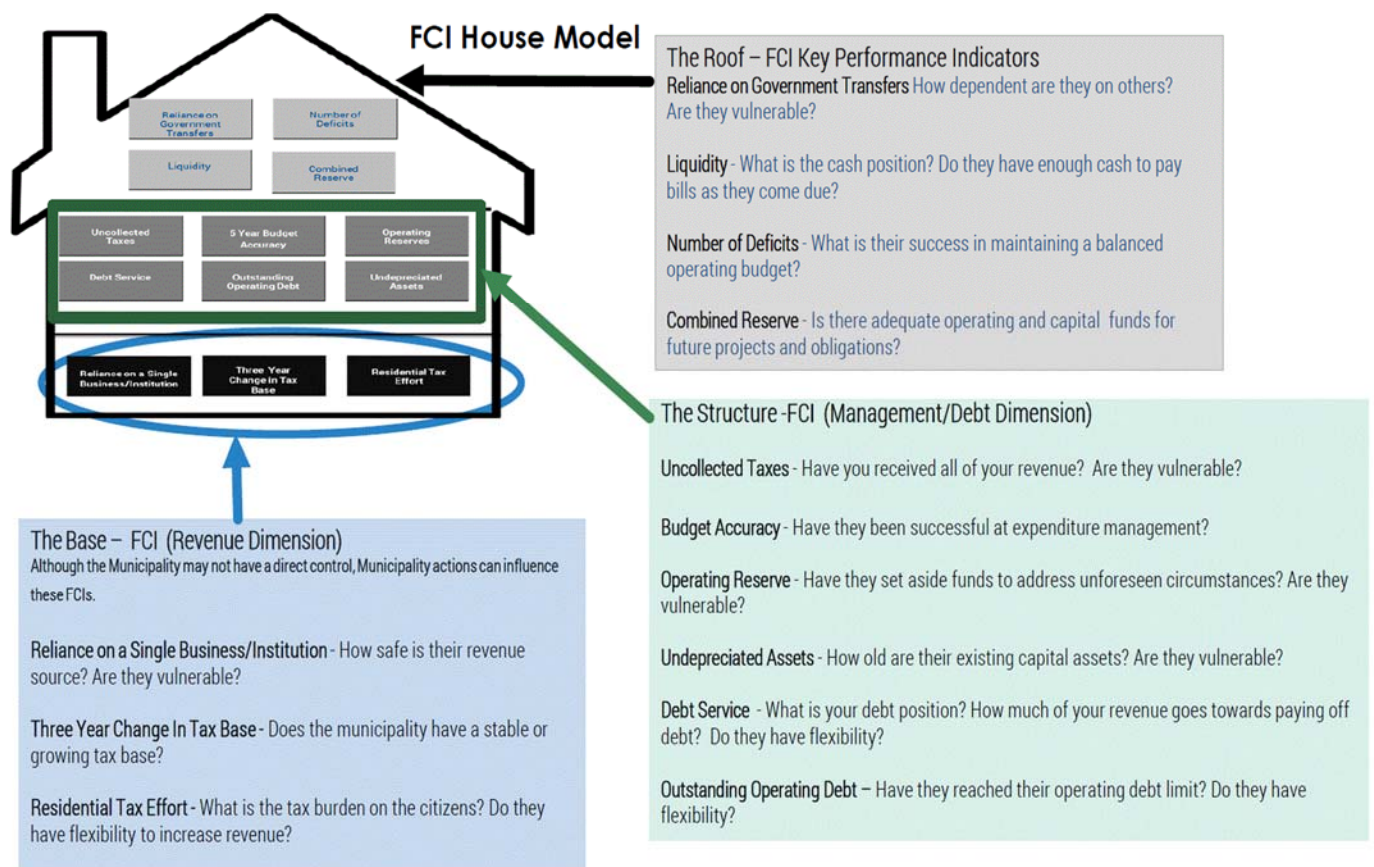 FCI House Model
Reliance on
Government
Transfers
Number of
Deficits
Liquidity
Combined
Reserve
Uncollected
Taxes
5 Year Budget
Accuracy
Operating
Reserves
Debt Service
Outstanding
Operating Debt
Undepreciated
Assets
Reliance on a Single
Business/Institution
Three Year
Change in Tax
Base
Residential Tax
Effort
The Roof – FCI Key Performance Indicators
Reliance on Government Transfers How dependent are they on others?
Are they vulnerable?
Liquidity - What is the cash position? Do they have enough cash to pay
bills as they come due?
Number of Deficits - What is their success in maintaining a balanced
operating budget?
Combined Reserve - Is there adequate operating and capital funds for
future projects and obligations?
The Structure -FCI (Management/Debt Dimension)
Uncollected Taxes - Have you received all of your revenue? Are they vulnerable?
Budget Accuracy - Have they been successful at expenditure management?
Operating Reserve - Have they set aside funds to address unforeseen circumstances? Are they
vulnerable?
Undepreciated Assets - How old are their existing capital assets? Are they vulnerable?
Debt Service - What is your debt position? How much of your revenue goes towards paying off
debt? Do they have flexibility?
Outstanding Operating Debt – Have they reached their operating debt limit? Do they have
flexibility?
The Base – FCI (Revenue Dimension)
Although the Municipality may not have a direct control, Municipality actions can influence
these FCIs.
Reliance on a Single Business/Institution - How safe is their revenue
source? Are they vulnerable?
Three Year Change In Tax Base - Does the municipality have a stable or
growing tax base?
Residential Tax Effort - What is the tax burden on the citizens? Do they
have flexibility to increase revenue?